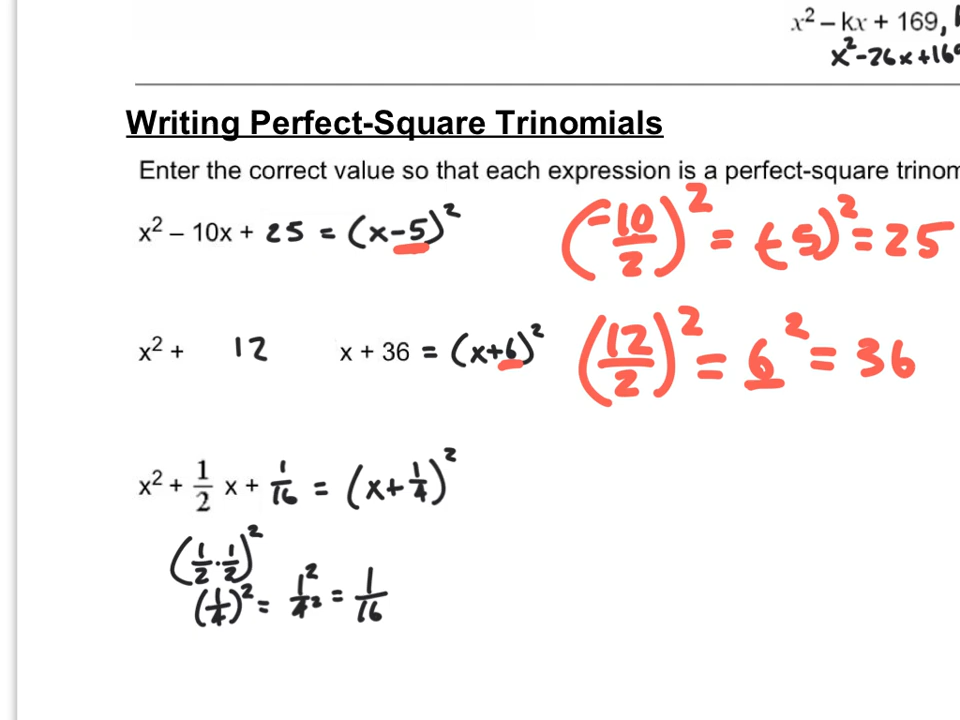 x² – kx + 169,
x²-26x+169
Writing Perfect-Square Trinomials
Enter the correct value so that each expression is a perfect-square
x² – 10x + 25 = (x-5)² (-10/2)² = (-5)² = 25
x² + 12 x + 36 = (x+6)² (12/2)² = 6² = 36
x² + 1/2 x + 1/16 = (x+1/4)²
(1/2·1/2)²
(1/4)² = 1²/4² = 1/16